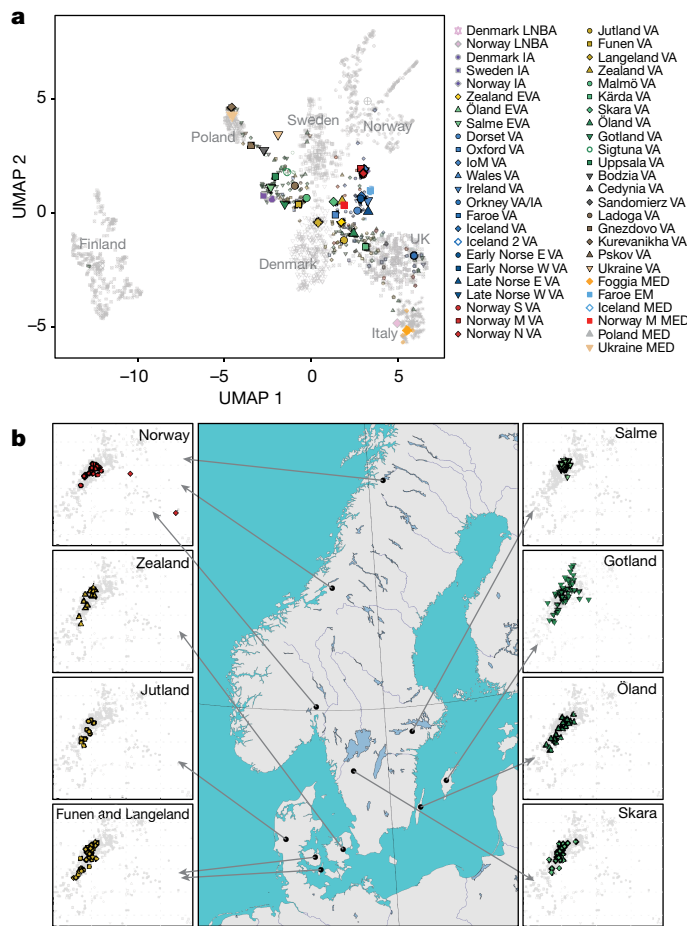 a
UMAP 2
5
0
−5
−10
−5
0
5
UMAP 1
Poland
Sweden
Norway
Finland
Denmark
UK
Italy
Denmark LNBA
Norway LNBA
Denmark IA
Sweden IA
Norway IA
Zealand EVA
Öland EVA
Salme EVA
Dorset VA
Oxford VA
IoM VA
Wales VA
Ireland VA
Orkney VA/IA
Faroe VA
Iceland VA
Iceland 2 VA
Early Norse E VA
Early Norse W VA
Late Norse E VA
Late Norse W VA
Norway S VA
Norway M VA
Norway N VA
Jutland VA
Funen VA
Langeland VA
Zealand VA
Malmö VA
Kärda VA
Skara VA
Öland VA
Gotland VA
Sigtuna VA
Uppsala VA
Bodzia VA
Cedynia VA
Sandomierz VA
Ladoga VA
Gnezdovo VA
Kurevanikha VA
Pskov VA
Ukraine VA
Foggia MED
Faroe EM
Iceland MED
Norway M MED
Poland MED
Ukraine MED
b
Norway
Zealand
Jutland
Funen and Langeland
Salme
Gotland
Öland
Skara